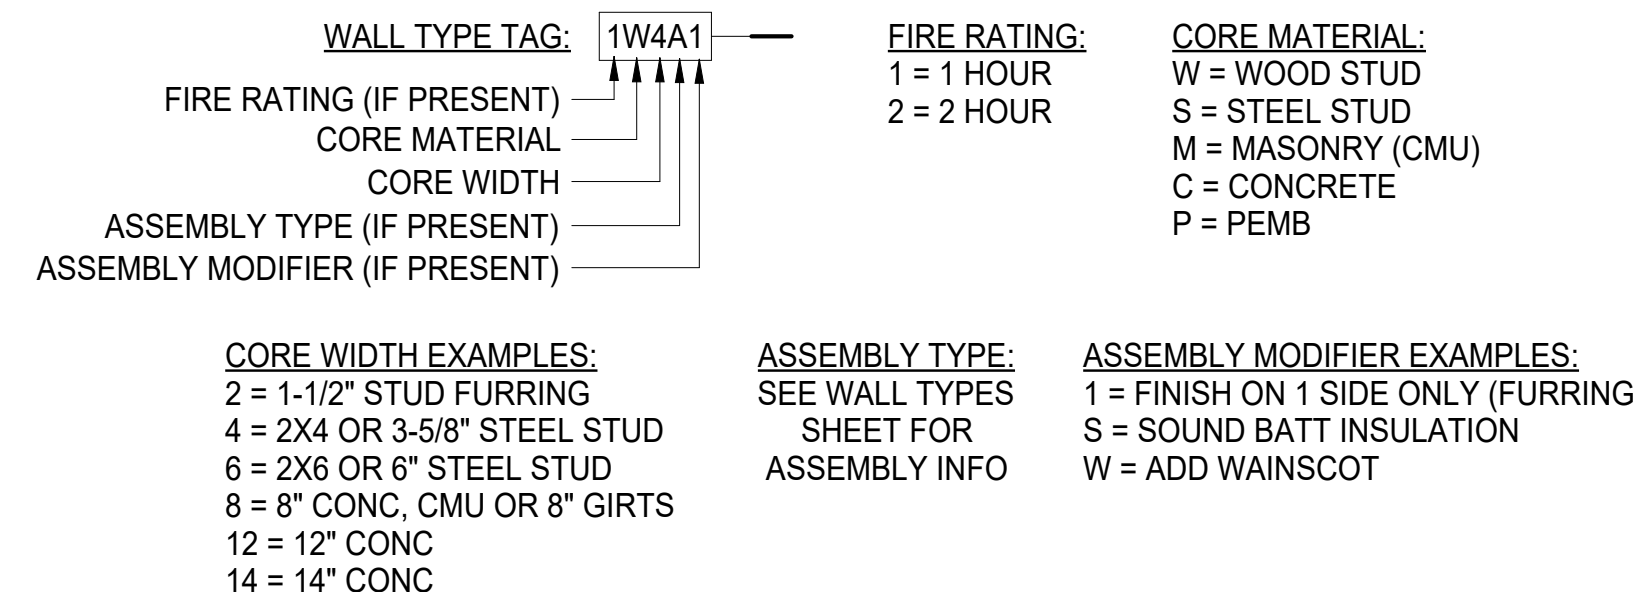 WALL TYPE TAG: 1W4A1
FIRE RATING (IF PRESENT)
CORE MATERIAL
CORE WIDTH
ASSEMBLY TYPE (IF PRESENT)
ASSEMBLY MODIFIER (IF PRESENT)
FIRE RATING:
1 = 1 HOUR
2 = 2 HOUR
CORE MATERIAL:
W = WOOD STUD
S = STEEL STUD
M = MASONRY (CMU)
C = CONCRETE
P = PEMB
CORE WIDTH EXAMPLES:
2 = 1-1/2" STUD FURRING
4 = 2X4 OR 3-5/8" STEEL STUD
6 = 2X6 OR 6" STEEL STUD
8 = 8" CONC, CMU OR 8" GIRTS
12 = 12" CONC
14 = 14" CONC
ASSEMBLY TYPE:
SEE WALL TYPES
SHEET FOR
ASSEMBLY INFO
ASSEMBLY MODIFIER EXAMPLES:
1 = FINISH ON 1 SIDE ONLY (FURRING
S = SOUND BATT INSULATION
W = ADD WAINSCOT